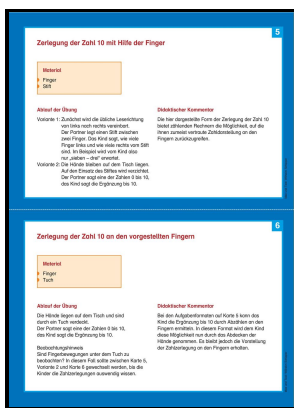 5
Zerlegung der Zahl 10 mit Hilfe der Finger
Material
Finger
Stift
Ablauf der Übung
Variante 1: Zunächst wird die übliche Leserichtung
von links nach rechts vereinbart.
Der Partner legt einen Stift zwischen
zwei Finger. Das Kind sagt, wie viele
Finger links und wie viele rechts vom Stift
sind. Im Beispiel wird vom Kind also
nur „sieben – drei“ erwartet.
Variante 2: Die Hände bleiben auf dem Tisch liegen.
Auf den Einsatz des Stiftes wird verzichtet.
Der Partner sagt eine der Zahlen 0 bis 10,
das Kind sagt die Ergänzung bis 10.
Didaktischer Kommentar
Die hier dargestellte Form der Zerlegung der Zahl 10
bietet zählenden Rechnern die Möglichkeit, auf die
ihnen zumeist vertraute Zahldarstellung an den
Fingern zurückzugreifen.
6
Zerlegung der Zahl 10 an den vorgestellten Fingern
Material
Finger
Tuch
Ablauf der Übung
Die Hände liegen auf dem Tisch und sind
durch ein Tuch verdeckt.
Der Partner sagt eine der Zahlen 0 bis 10,
das Kind sagt die Ergänzung bis 10.
Beobachtungshinweis
Sind Fingerbewegungen unter dem Tuch zu
beobachten? In diesem Fall sollte zwischen Karte 5,
Variante 2 und Karte 6 gewechselt werden, bis die
Kinder die Zahlzerlegungen auswendig wissen.
Didaktischer Kommentar
Bei den Aufgabenformaten auf Karte 5 kann das
Kind die Ergänzung bis 10 durch Abzählen an den
Fingern ermitteln. In diesem Format wird dem Kind
diese Möglichkeit nur durch das Abdecken der
Hände genommen. Es bleibt jedoch die Vorstellung
der Zahlzerlegung an den Fingern erhalten.